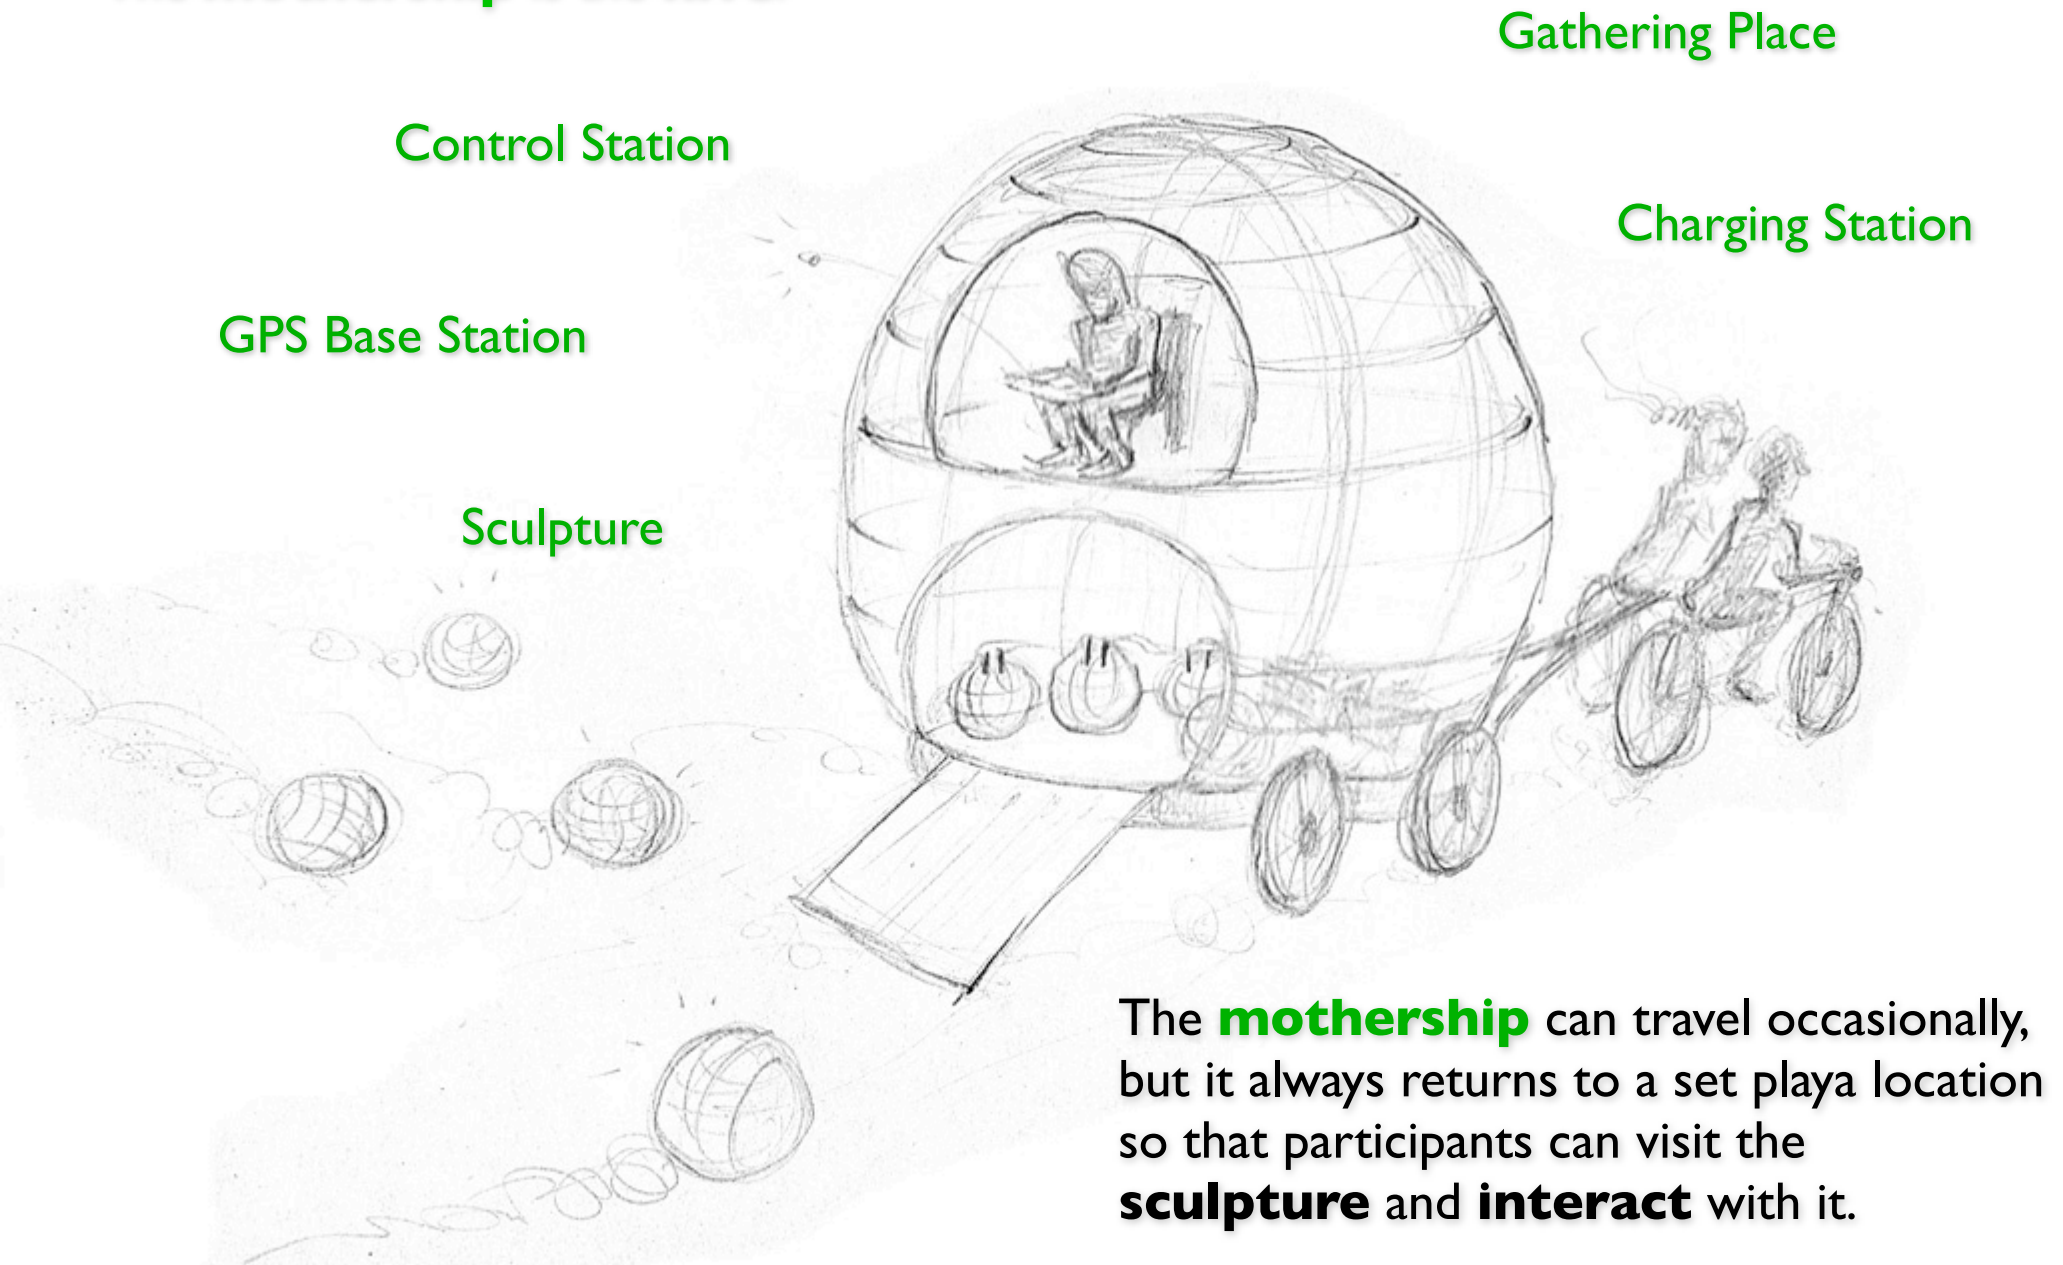 mothership
Gathering Place
Control Station
Charging Station
GPS Base Station
Sculpture
The mothership can travel occasionally,
but it always returns to a set playa location
so that participants can visit the
sculpture and interact with it.